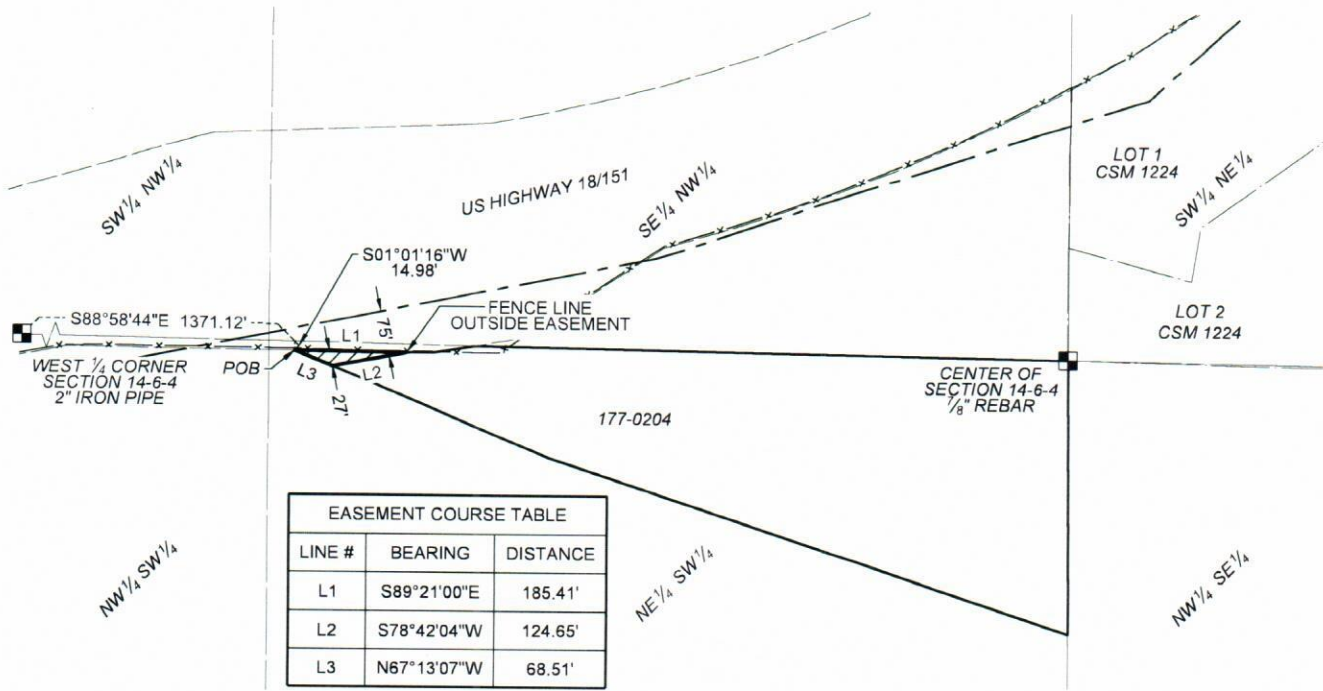 SW¼ NW¼
US HIGHWAY 18/151
SE¼ NW¼
LOT 1
CSM 1224
SW¼ NE¼
S01°01'16"W
14.98'
S88°58'44"E 1371.12'
L1
75'
FENCE LINE
OUTSIDE EASEMENT
LOT 2
CSM 1224
WEST ¼ CORNER
SECTION 14-6-4
2" IRON PIPE
POB
L3
L2
27'
CENTER OF
SECTION 14-6-4
⅞" REBAR
177-0204
EASEMENT COURSE TABLE
LINE # BEARING DISTANCE
L1 S89°21'00"E 185.41'
L2 S78°42'04"W 124.65'
L3 N67°13'07"W 68.51'
NW¼ SW¼
NE¼ SW¼
NW¼ SE¼